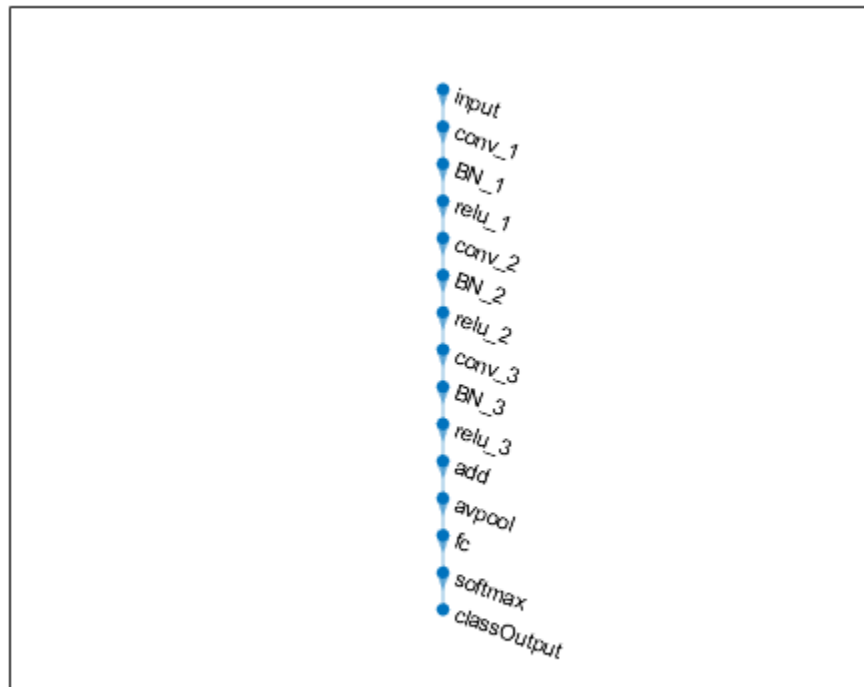 input
conv_1
BN_1
relu_1
conv_2
BN_2
relu_2
conv_3
BN_3
relu_3
add
avpool
fc
softmax
classOutput